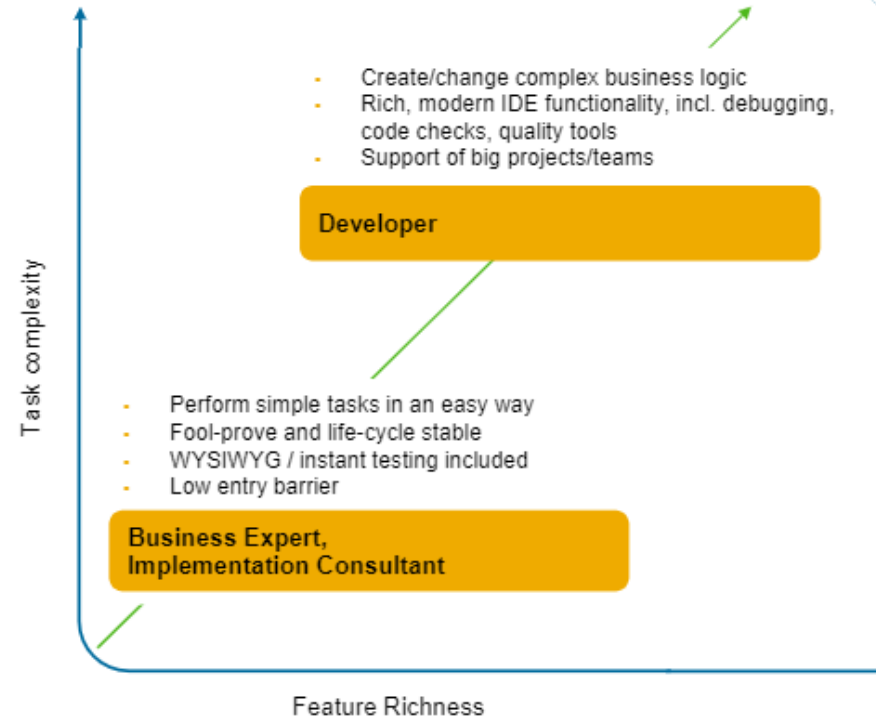 Create/change complex business logic
Rich, modern IDE functionality, incl. debugging,
code checks, quality tools
Support of big projects/teams
Developer
Task complexity
Perform simple tasks in an easy way
Fool-prove and life-cycle stable
WYSIWYG / instant testing included
Low entry barrier
Business Expert,
Implementation Consultant
Feature Richness